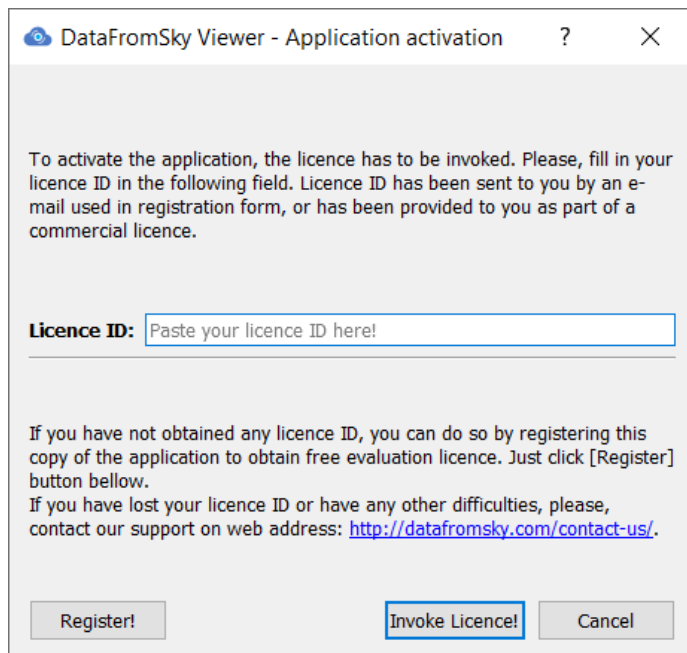 DataFromSky Viewer - Application activation ? ×
To activate the application, the licence has to be invoked. Please, fill in your
licence ID in the following field. Licence ID has been sent to you by an e-
mail used in registration form, or has been provided to you as part of a
commercial licence.
Licence ID: Paste your licence ID here!
If you have not obtained any licence ID, you can do so by registering this
copy of the application to obtain free evaluation licence. Just click [Register]
button bellow.
If you have lost your licence ID or have any other difficulties, please,
contact our support on web address: http://datafromsky.com/contact-us/.
Register! Invoke Licence! Cancel